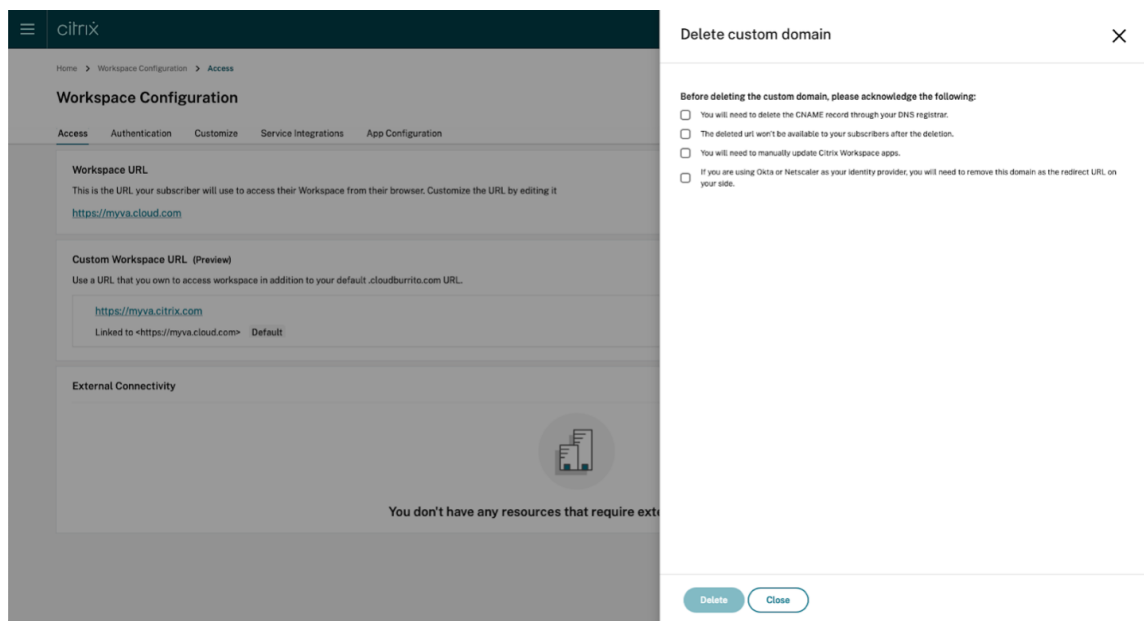 citrix
Home > Workspace Configuration > Access
Workspace Configuration
Access Authentication Customize Service Integrations App Configuration
Workspace URL
This is the URL your subscriber will use to access their Workspace from their browser. Customize the URL by editing it
https://myva.cloud.com
Custom Workspace URL (Preview)
Use a URL that you own to access workspace in addition to your default .cloudburrito.com URL.
https://myva.citrix.com
Linked to <https://myva.cloud.com> Default
External Connectivity
You don't have any resources that require exte
Delete custom domain
Before deleting the custom domain, please acknowledge the following:
You will need to delete the CNAME record through your DNS registrar.
The deleted url won't be available to your subscribers after the deletion.
You will need to manually update Citrix Workspace apps.
If you are using Okta or Netscaler as your identity provider, you will need to remove this domain as the redirect URL on
your side.
Delete Close